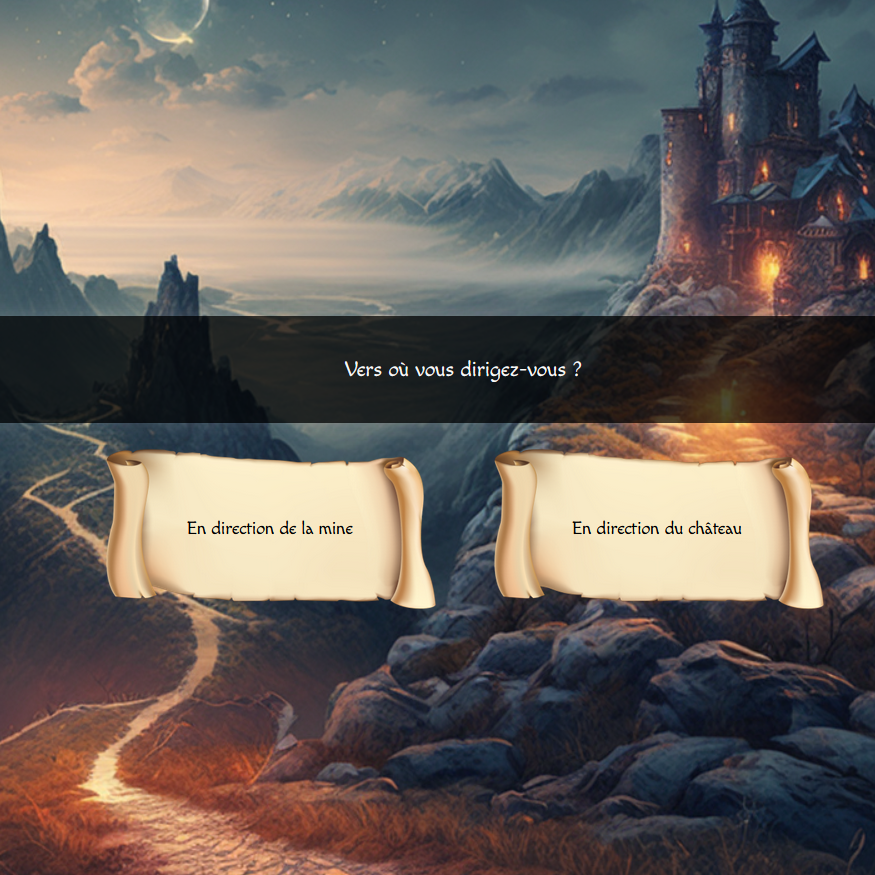 Vers où vous dirigez-vous ?
En direction de la mine
En direction du château